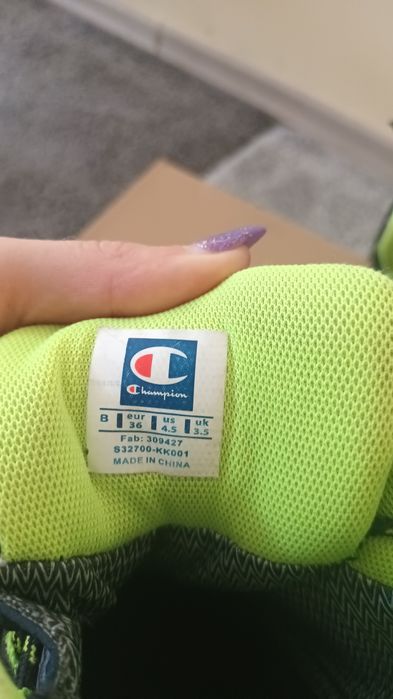 Champion
B eur us uk
36 4.5 3.5
Fab: 309427
S32700-KK001
MADE IN CHINA